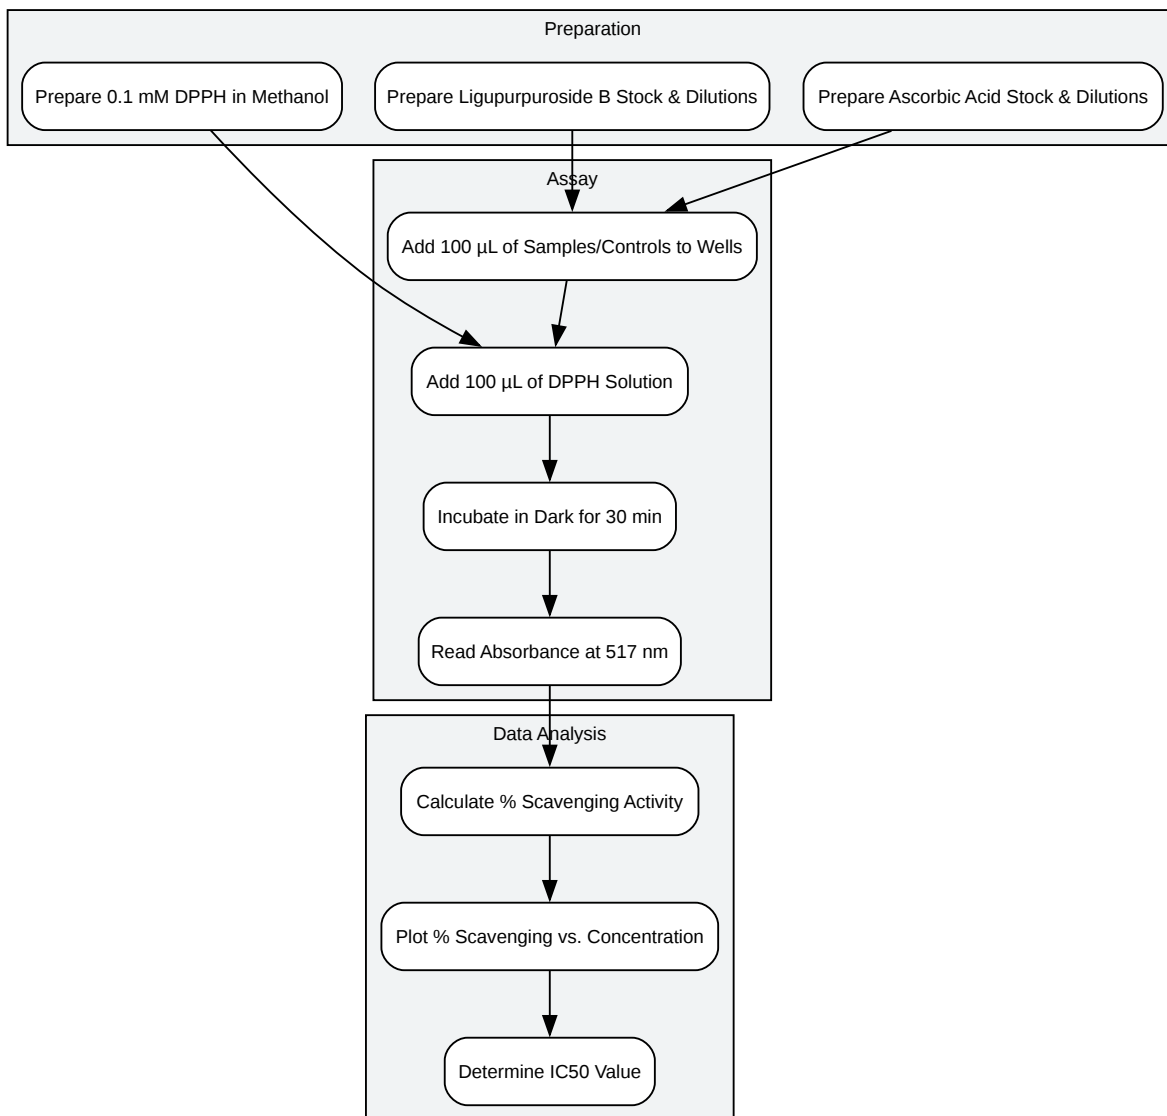 Preparation
Prepare 0.1 mM DPPH in Methanol
Prepare Ligupurpuroside B Stock & Dilutions
Prepare Ascorbic Acid Stock & Dilutions
Assay
Add 100 µL of Samples/Controls to Wells
Add 100 µL of DPPH Solution
Incubate in Dark for 30 min
Read Absorbance at 517 nm
Data Analysis
Calculate % Scavenging Activity
Plot % Scavenging vs. Concentration
Determine IC50 Value